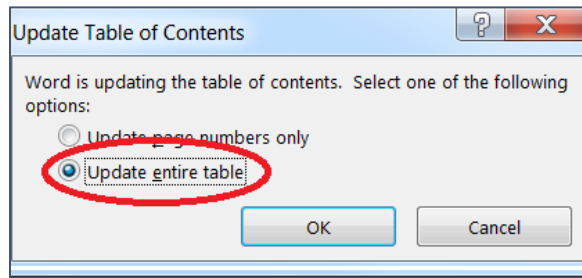 Update Table of Contents
Word is updating the table of contents. Select one of the following
options:
Update page numbers only
Update entire table
OK
Cancel